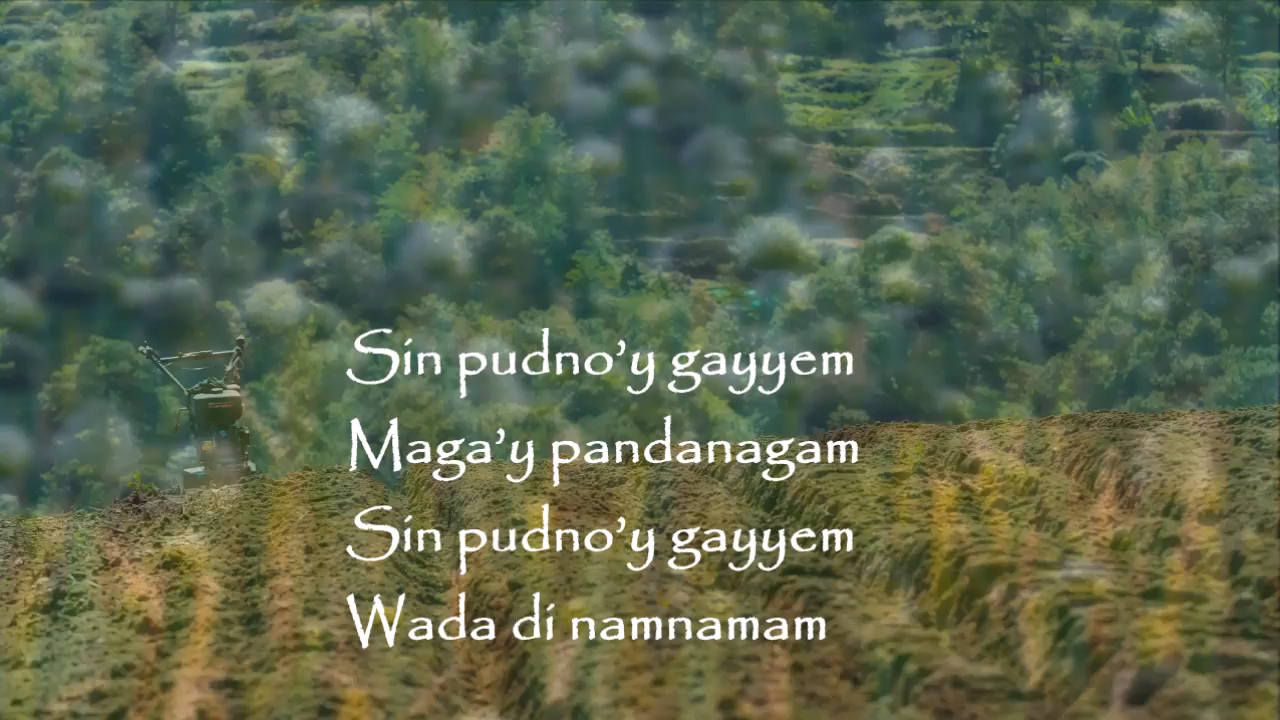 Sin pudno’y gayyem
Maga’y pandanagam
Sin pudno’y gayyem
Wada di namnamam